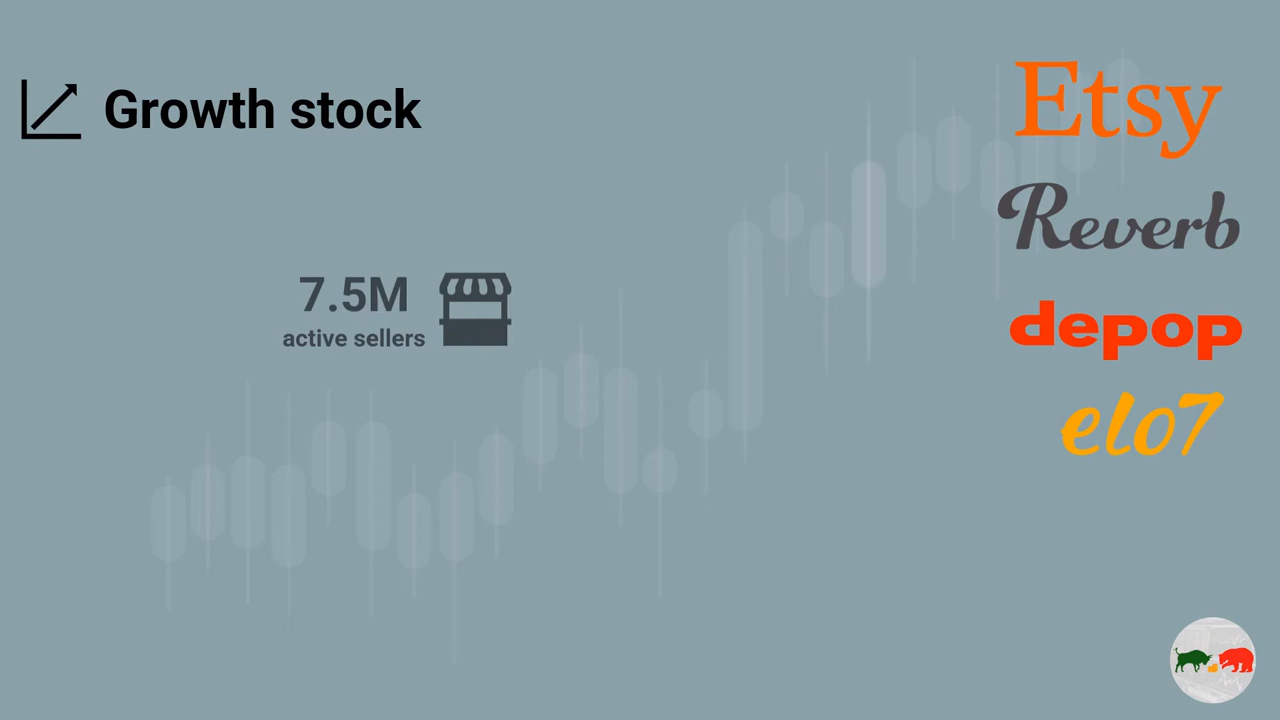 Growth stock
7.5M
active sellers
Etsy
Reverb
depop
elo7